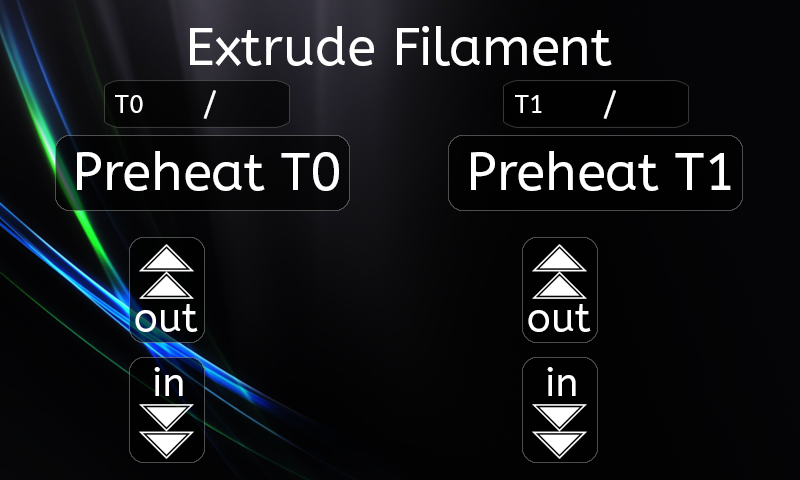 Extrude Filament
T0 /
T1 /
Preheat T0
Preheat T1
out
out
in
in